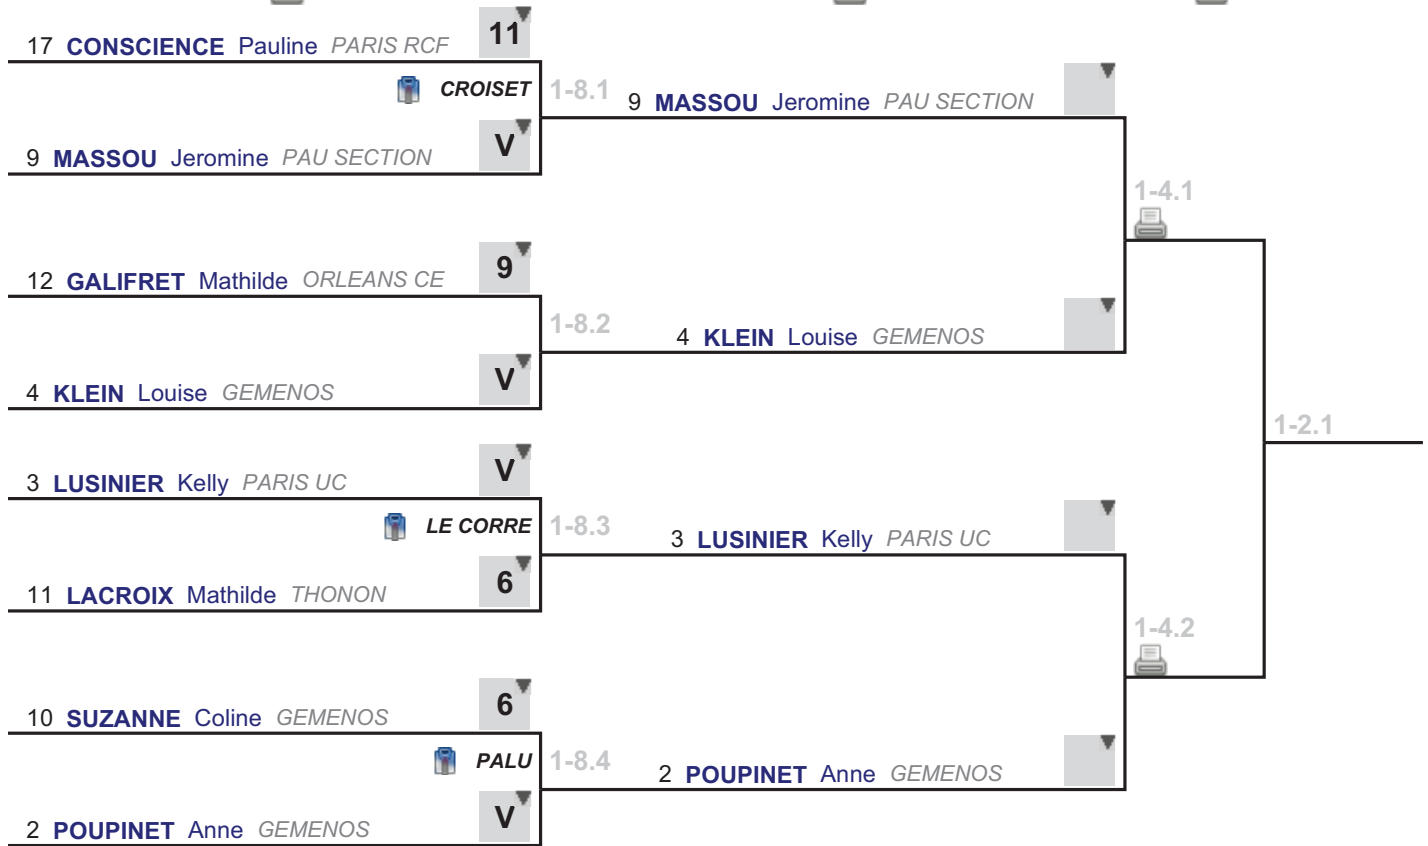 17 CONSCIENCE Pauline PARIS RCF 11
CROISET 1-8.1
9 MASSOU Jeromine PAU SECTION
9 MASSOU Jeromine PAU SECTION V
1-4.1
12 GALIFRET Mathilde ORLEANS CE 9
1-8.2
4 KLEIN Louise GEMENOS
4 KLEIN Louise GEMENOS V
1-2.1
3 LUSINIER Kelly PARIS UC V
LE CORRE 1-8.3
3 LUSINIER Kelly PARIS UC
11 LACROIX Mathilde THONON 6
1-4.2
10 SUZANNE Coline GEMENOS 6
PALU 1-8.4
2 POUPINET Anne GEMENOS
2 POUPINET Anne GEMENOS V